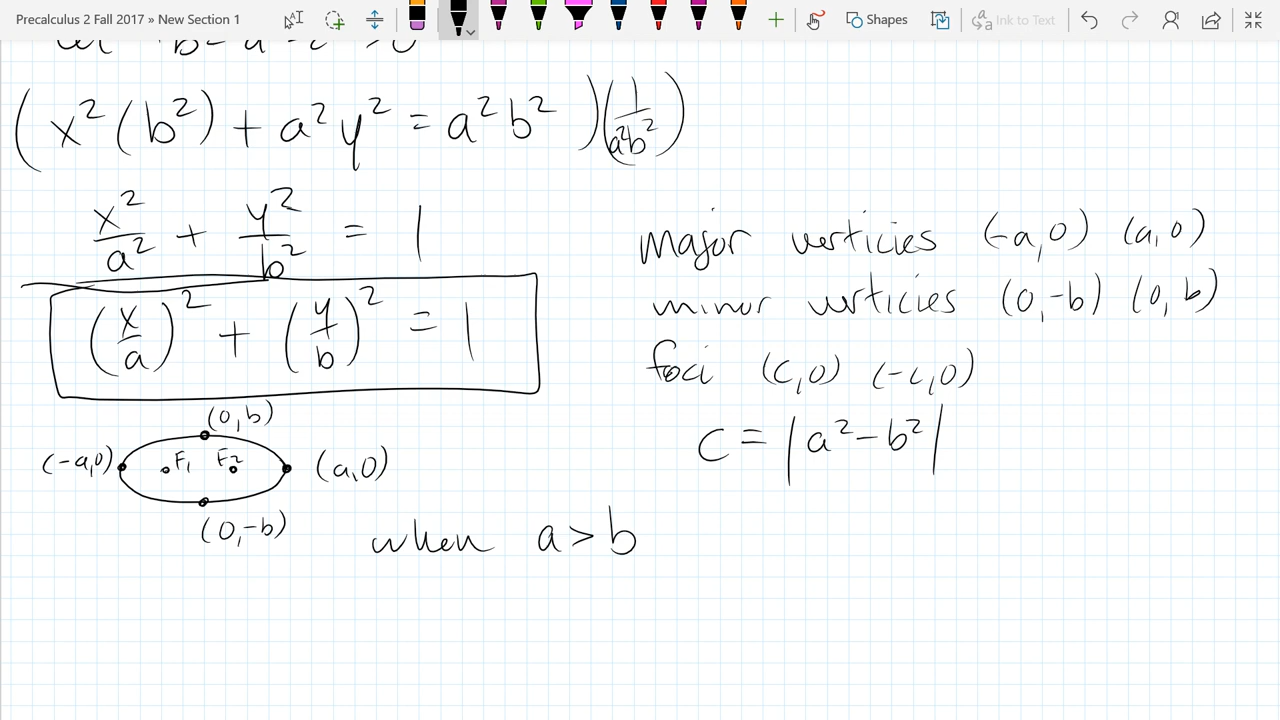 Precalculus 2 Fall 2017 » New Section 1
Shapes
Ink to Text
(x²(b²) + a²y² = a²b²)(1/a²b²)
x²/a² + y²/b² = 1
(x/a)² + (y/b)² = 1
(0,b)
(-a,0) F₁ F2 (a,0)
(0,-b)
when a > b
major verticies (-a,0) (a,0)
minor verticies (0,-b) (0,b)
foci (c,0) (-c,0)
c = |a²-b²|